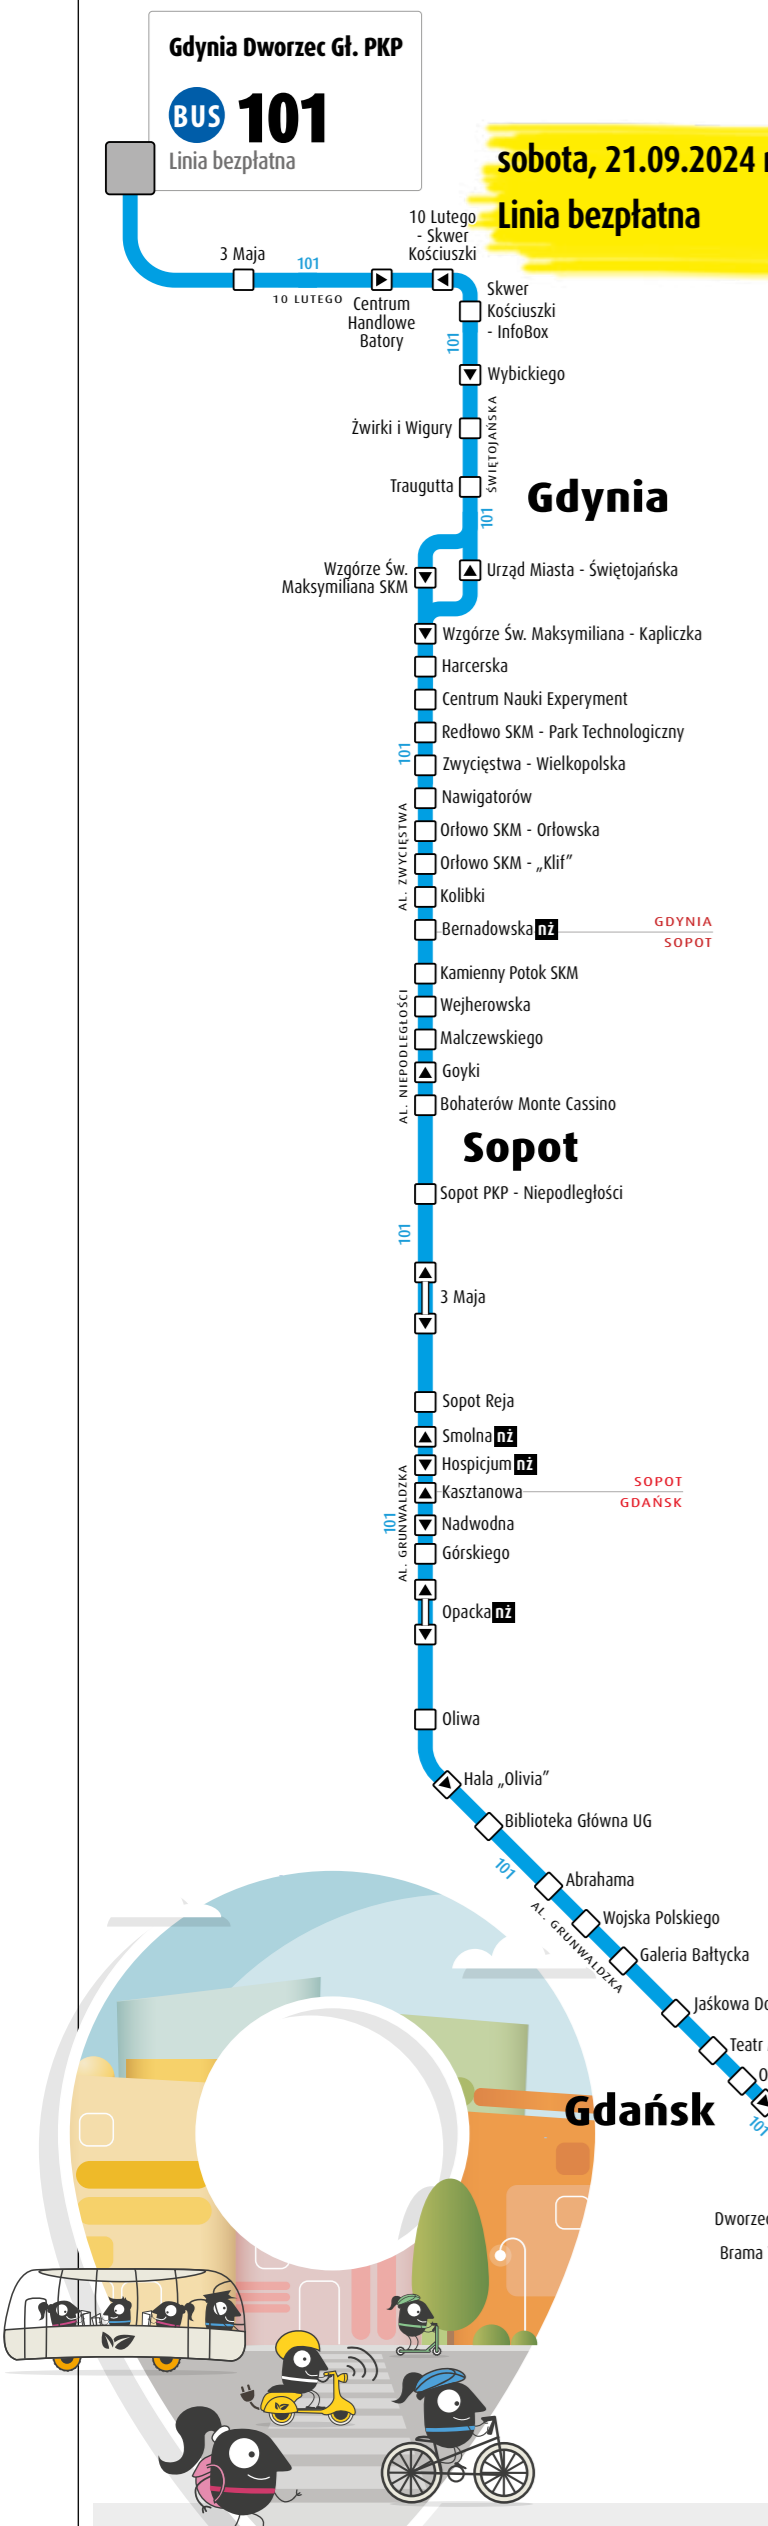 Gdynia Dworzec Gł. PKP
BUS 101
Linia bezpłatna
sobota, 21.09.2024
Linia bezpłatna
10 Lutego
- Skwer
Kościuszki
3 Maja
101
10 LUTEGO
Centrum
Handlowe
Batory
Skwer
Kościuszki
- InfoBox
101
Wybickiego
Żwirki i Wigury
ŚWIĘTOJAŃSKA
Traugutta
Gdynia
101
Wzgórze Św.
Maksymiliana SKM
Urząd Miasta - Świętojańska
Wzgórze Św. Maksymiliana - Kapliczka
Harcerska
Centrum Nauki Experyment
Redłowo SKM - Park Technologiczny
101
Zwycięstwa - Wielkopolska
Nawigatorów
Orłowo SKM - Orłowska
AL. ZWYCIĘSTWA
Orłowo SKM - „Klif”
Kolibki
Bernadowska nż
GDYNIA
SOPOT
Kamienny Potok SKM
Wejherowska
Malczewskiego
AL. NIEPODLEGŁOŚCI
Goyki
Bohaterów Monte Cassino
Sopot
Sopot PKP - Niepodległości
101
3 Maja
Sopot Reja
Smolna nż
Hospicjum nż
Kasztanowa
SOPOT
GDAŃSK
101
AL. GRUNWALDZKA
Nadwodna
Górskiego
Opacka nż
Oliwa
Hala „Olivia”
Biblioteka Główna UG
101
Abrahama
AL. GRUNWALDZKA
Wojska Polskiego
Galeria Bałtycka
Jaśkowa
Teatr
Gdańsk
101
Brama